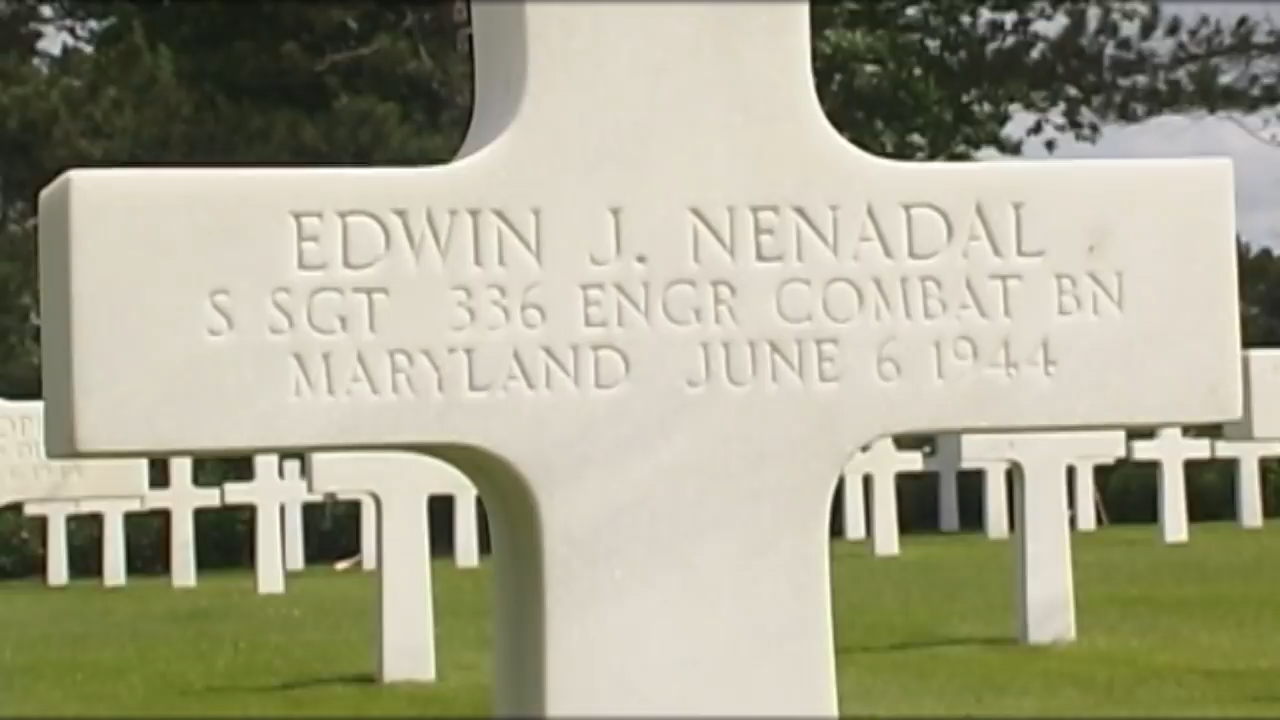 EDWIN J. NENADAL
S SGT 336 ENGR COMBAT BN
MARYLAND JUNE 6 1944